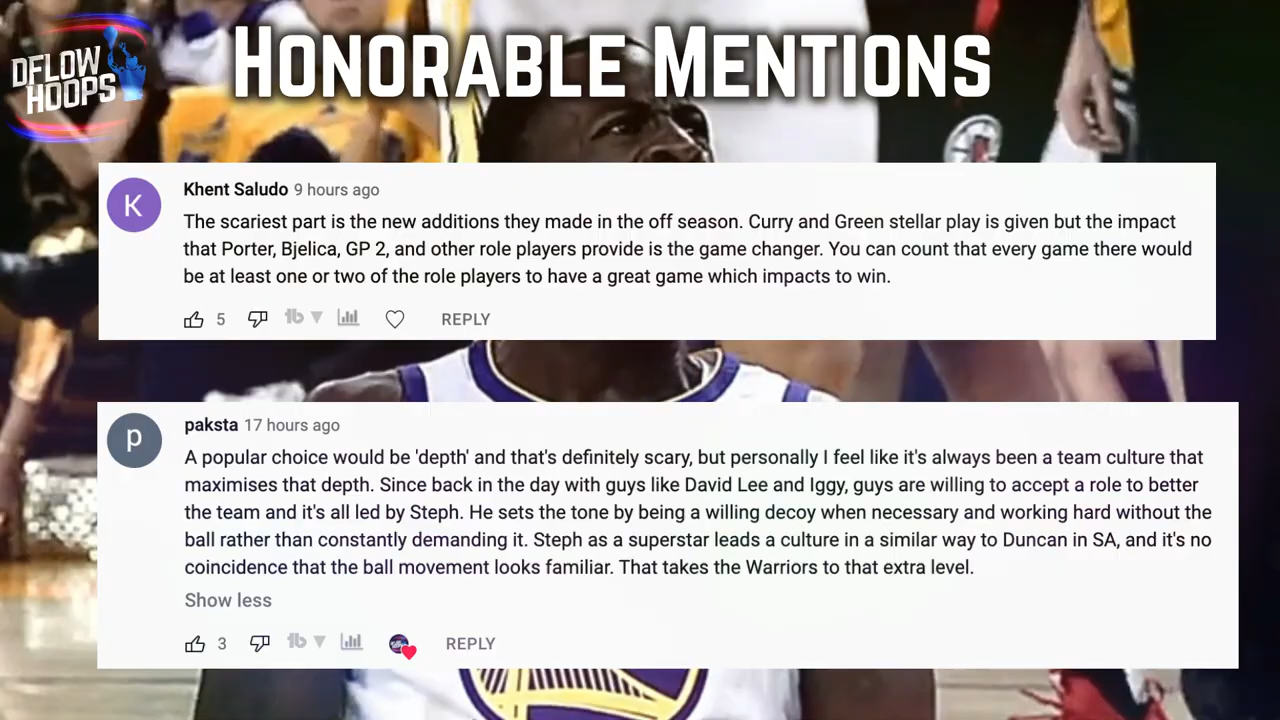 DFLOW
HOOPS
HONORABLE MENTIONS
K
Khent Saludo 9 hours ago
The scariest part is the new additions they made in the off season. Curry and Green stellar play is given but the impact
that Porter, Bjelica, GP 2, and other role players provide is the game changer. You can count that every game there would
be at least one or two of the role players to have a great game which impacts to win.
5
REPLY
p
paksta 17 hours ago
A popular choice would be 'depth' and that's definitely scary, but personally I feel like it's always been a team culture that
maximises that depth. Since back in the day with guys like David Lee and Iggy, guys are willing to accept a role to better
the team and it's all led by Steph. He sets the tone by being a willing decoy when necessary and working hard without the
ball rather than constantly demanding it. Steph as a superstar leads a culture in a similar way to Duncan in SA, and it's no
coincidence that the ball movement looks familiar. That takes the Warriors to that extra level.
Show less
3
REPLY